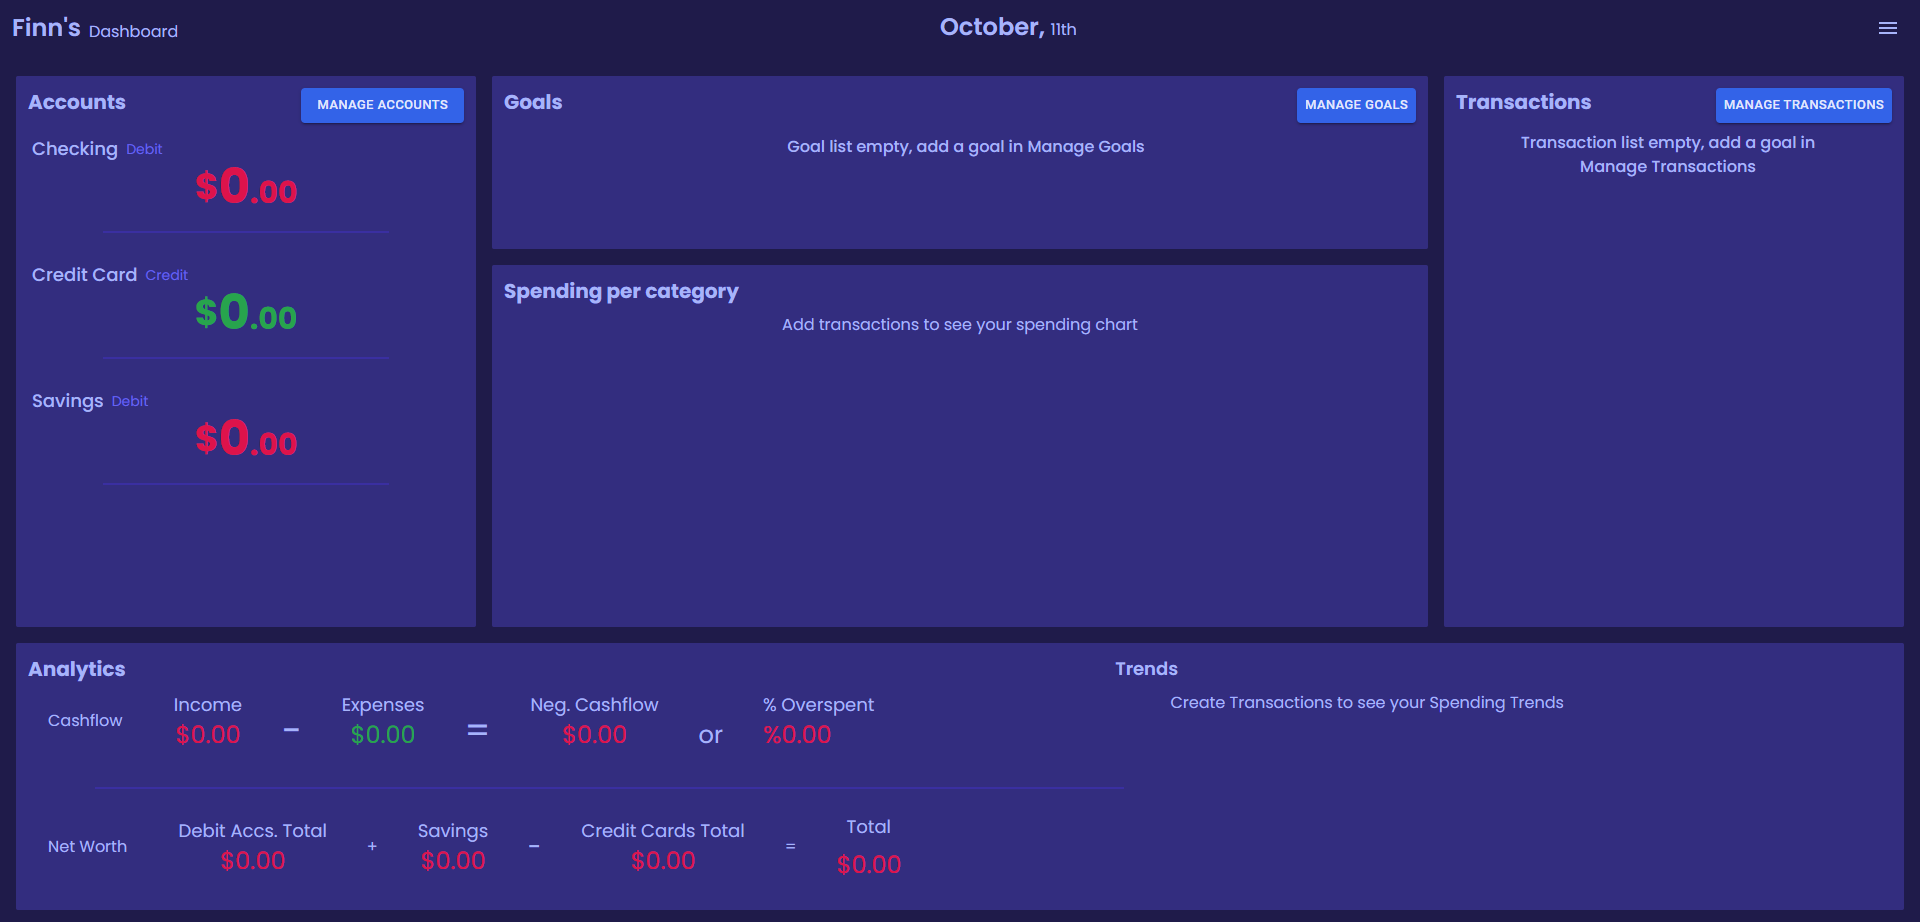 Finn's Dashboard
October, 11th
Accounts
MANAGE ACCOUNTS
Checking Debit
$0.00
Credit Card Credit
$0.00
Savings Debit
$0.00
Goals
MANAGE GOALS
Goal list empty, add a goal in Manage Goals
Spending per category
Add transactions to see your spending chart
Transactions
MANAGE TRANSACTIONS
Transaction list empty, add a goal in
Manage Transactions
Analytics
Cashflow
Income
$0.00
−
Expenses
$0.00
=
Neg. Cashflow
$0.00
or
% Overspent
%0.00
Net Worth
Debit Accs. Total
$0.00
+
Savings
$0.00
−
Credit Cards Total
$0.00
=
Total
$0.00
Trends
Create Transactions to see your Spending Trends